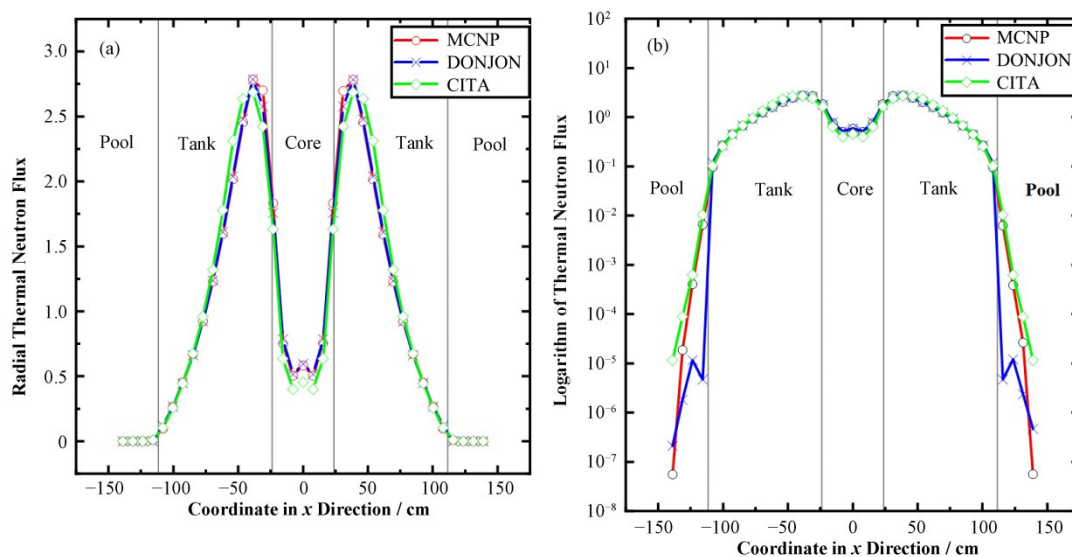 (a)
MCNP
DONJON
CITA
Pool
Tank
Core
Tank
Pool
3.0
2.5
2.0
1.5
1.0
0.5
0
−150 −100 −50 0 50 100 150
Radial Thermal Neutron Flux
Coordinate in x Direction / cm
(b)
MCNP
DONJON
CITA
Pool
Tank
Core
Tank
Pool
10²
10¹
10⁰
10⁻¹
10⁻²
10⁻³
10⁻⁴
10⁻⁵
10⁻⁶
10⁻⁷
10⁻⁸
−150 −100 −50 0 50 100 150
Logarithm of Thermal Neutron Flux
Coordinate in x Direction / cm